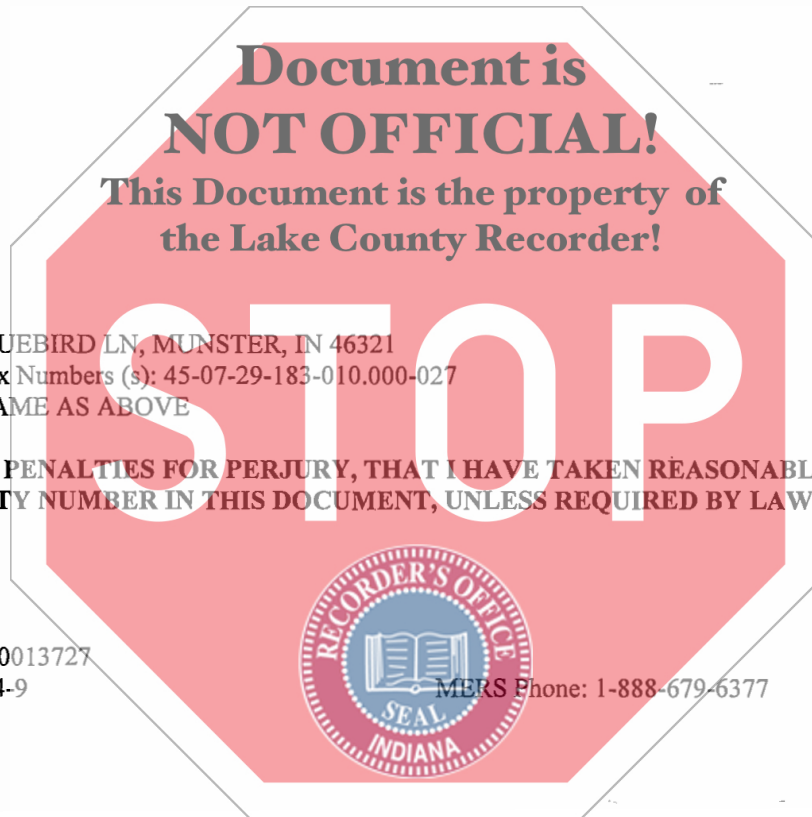 Document is
NOT OFFICIAL!
This Document is the property of
the Lake County Recorder!
STOP
UEBIRD LN, MUNSTER, IN 46321
x Numbers (s): 45-07-29-183-010.000-027
AME AS ABOVE
PENALTIES FOR PERJURY, THAT I HAVE TAKEN REASONABL
TY NUMBER IN THIS DOCUMENT, UNLESS REQUIRED BY LAW
RECORDER'S OFFICE
SEAL
INDIANA
0013727
4-9
MERS Phone: 1-888-679-6377